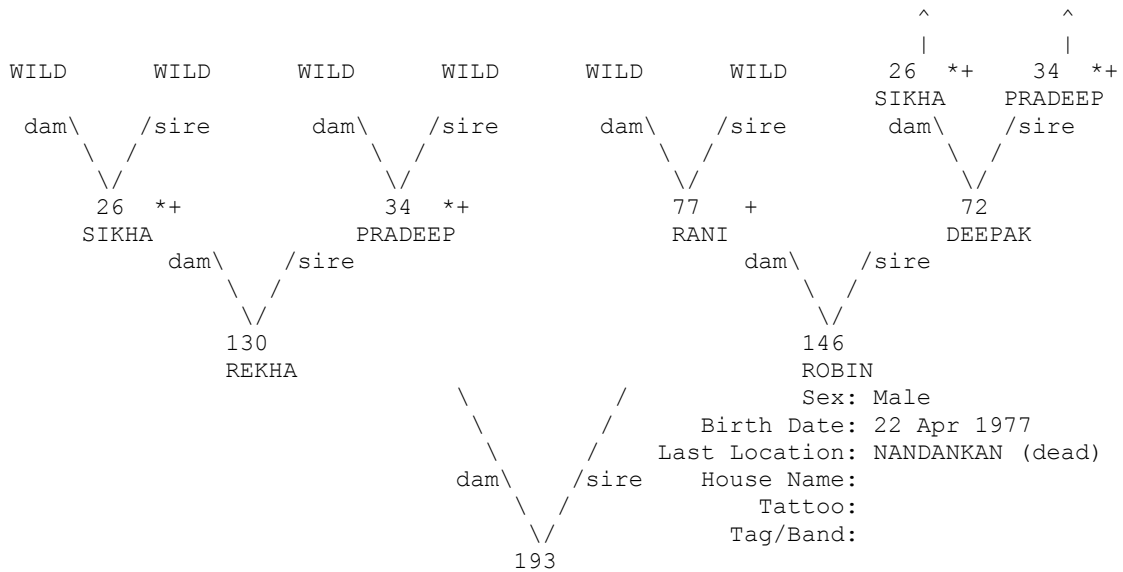 ^ ^
| |
WILD WILD WILD WILD WILD WILD 26 *+ 34 *+
SIKHA PRADEEP
dam\ /sire dam\ /sire dam\ /sire dam\ /sire
\ / \ / \ / \ /
\/ \/ \/ \/
26 *+ 34 *+ 77 + 72
SIKHA PRADEEP RANI DEEPAK
dam\ /sire dam\ /sire
\ / \ /
\/ \/
130 146
REKHA ROBIN
\ / Sex: Male
\ / Birth Date: 22 Apr 1977
\ / Last Location: NANDANKAN (dead)
dam\ /sire House Name:
\ / Tattoo:
\/ Tag/Band:
193